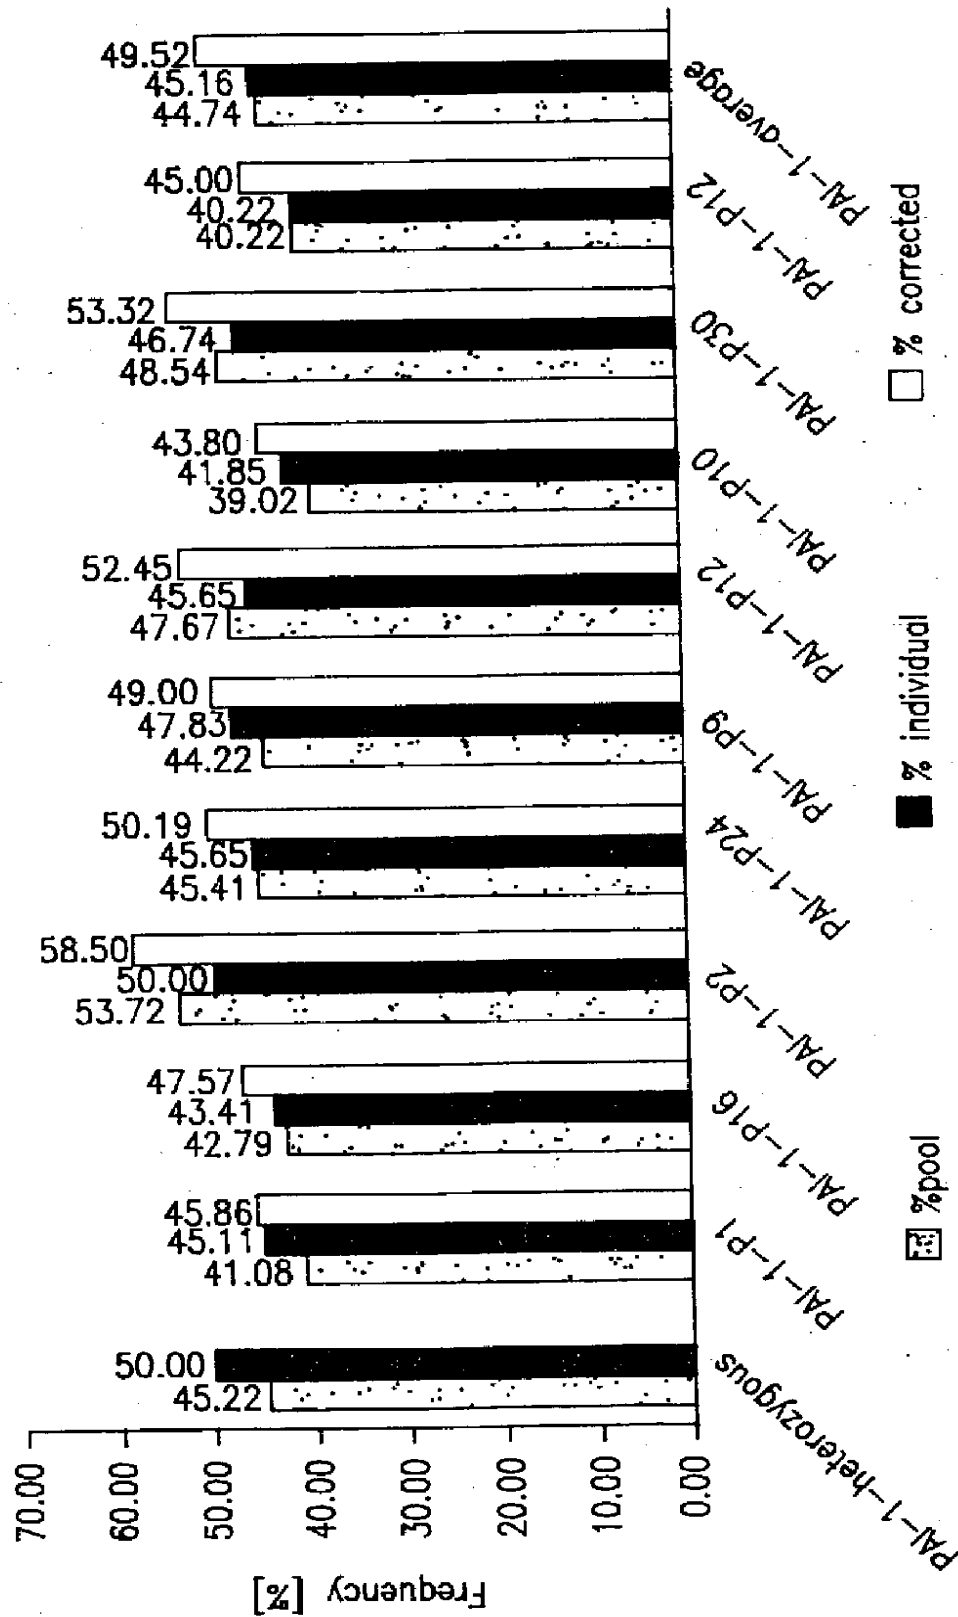 Frequency [%]
70.00
60.00
50.00
40.00
30.00
20.00
10.00
0.00
50.00
45.22
PAI-1-heterozygous
45.86
45.11
41.08
PAI-1-P1
47.57
43.41
42.79
PAI-1-P16
58.50
50.00
53.72
PAI-1-P2
50.19
45.65
45.41
PAI-1-P24
49.00
47.83
44.22
PAI-1-P9
52.45
45.65
47.67
PAI-1-P12
43.80
41.85
39.02
PAI-1-P10
53.32
46.74
48.54
PAI-1-P30
45.00
40.22
40.22
PAI-1-P12
49.52
45.16
44.74
PAI-1-average
%pool
% individual
% corrected